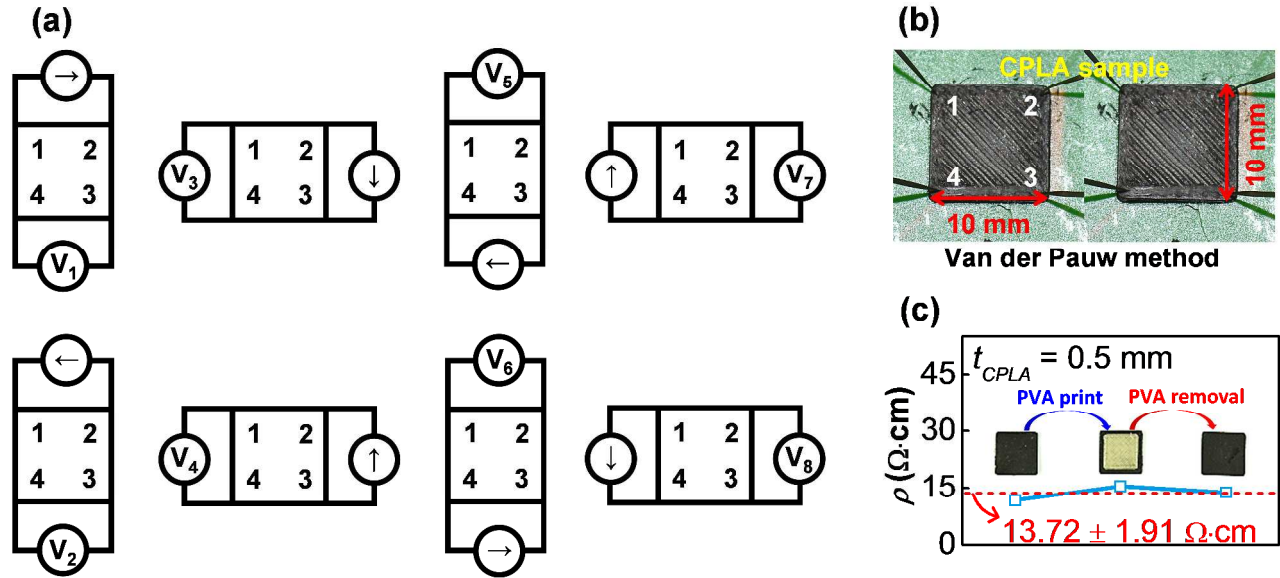 (a)
→
V5
1 2
4 3
V1
V3
1 2
4 3
↓
1 2
4 3
←
↑
1 2
4 3
V7
←
1 2
4 3
V2
V4
1 2
4 3
↑
V6
1 2
4 3
→
↓
1 2
4 3
V8
(b)
CPLA sample
1 2
4 3
10 mm
10 mm
Van der Pauw method
(c)
tCPLA = 0.5 mm
PVA print
PVA removal
45
30
15
0
ρ (Ω·cm)
13.72 ± 1.91 Ω·cm